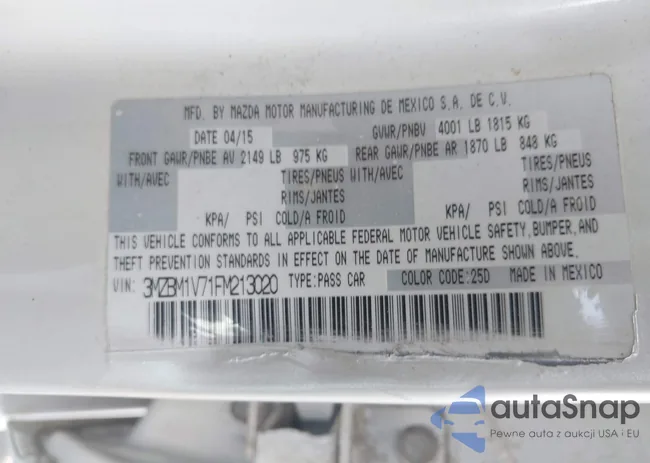 MFD. BY MAZDA MOTOR MANUFACTURING DE MEXICO S.A. DE C.V.
DATE 04/15 GVWR/PNBV 4001 LB 1815 KG
FRONT GAWR/PNBE AV 2149 LB 975 KG REAR GAWR/PNBE AR 1870 LB 848 KG
WITH/AVEC TIRES/PNEUS WITH/AVEC TIRES/PNEUS
RIMS/JANTES RIMS/JANTES
KPA/ PSI COLD/A FROID KPA/ PSI COLD/A FROID
THIS VEHICLE CONFORMS TO ALL APPLICABLE FEDERAL MOTOR VEHICLE SAFETY, BUMPER, AND
THEFT PREVENTION STANDARDS IN EFFECT ON THE DATE OF MANUFACTURE SHOWN ABOVE.
VIN: 3MZBM1V71FM213020 TYPE:PASS CAR COLOR CODE:25D MADE IN MEXICO
autaSnap
Pewne auta z aukcji USA i EU